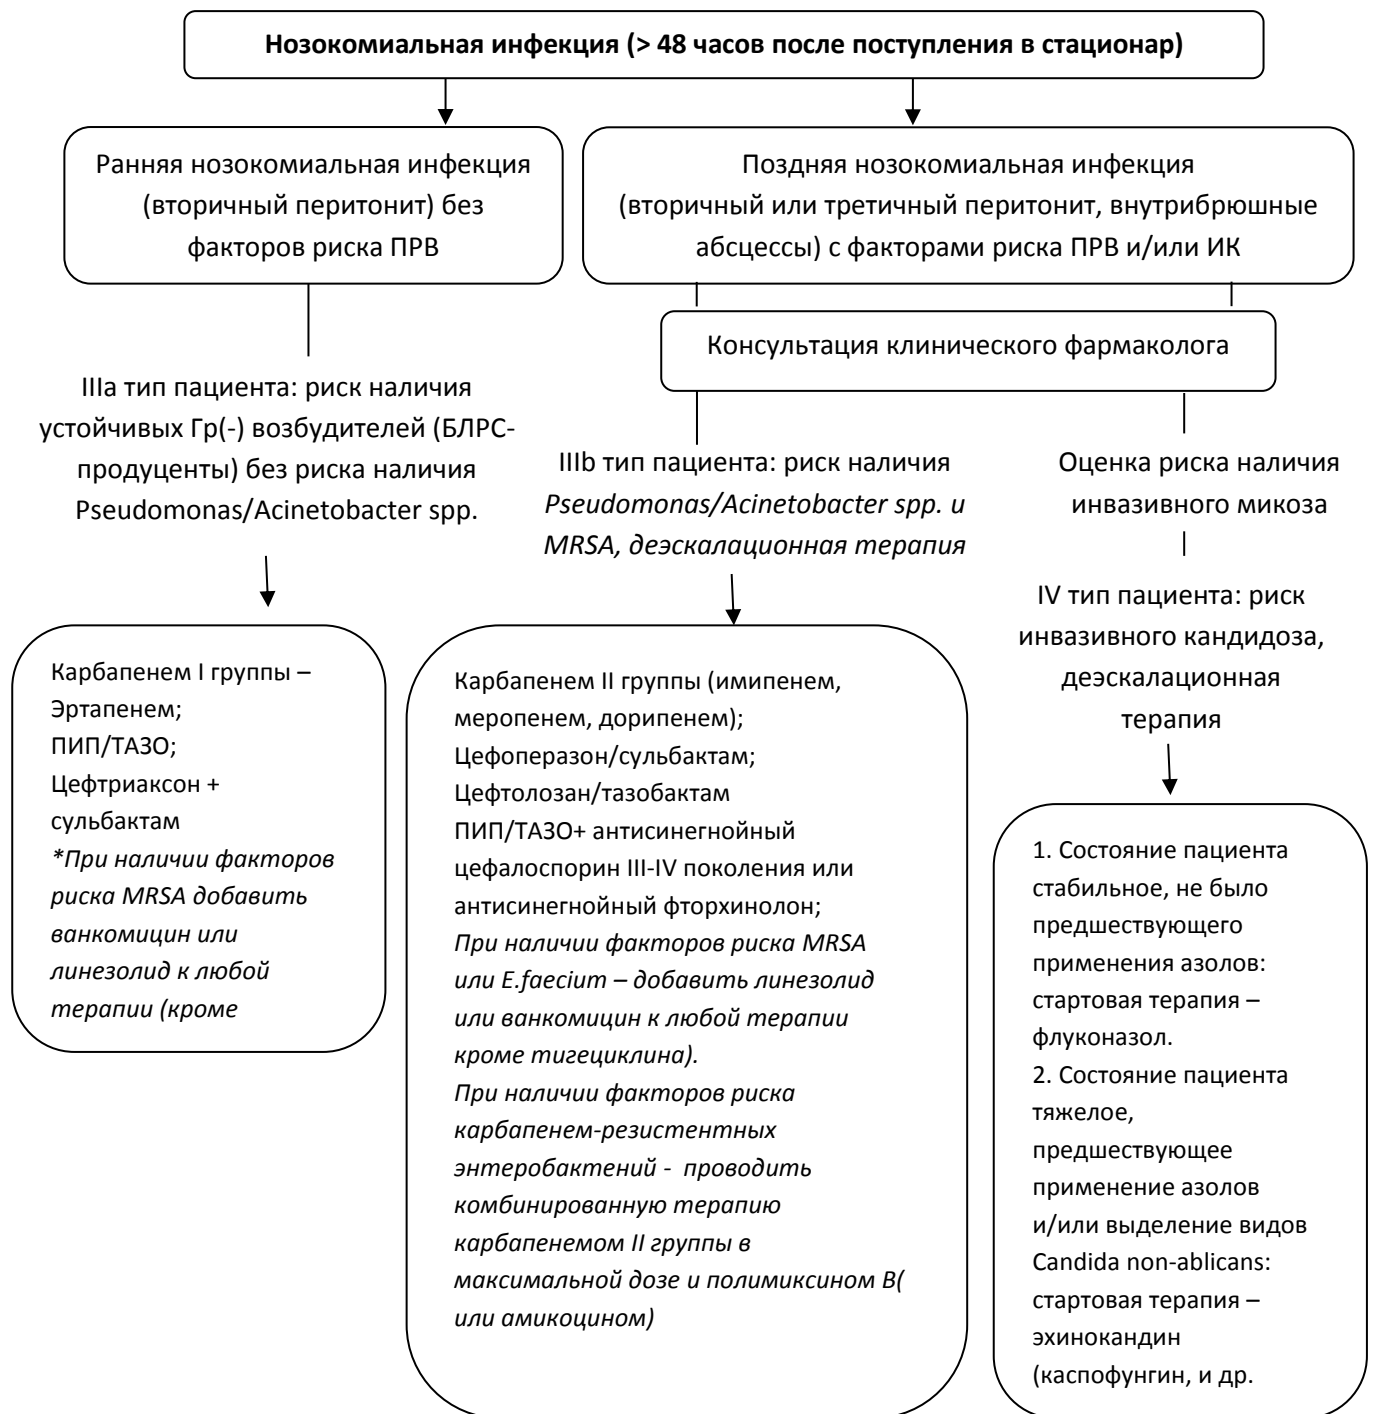 Нозокомиальная инфекция (> 48 часов после поступления в стационар)
Ранняя нозокомиальная инфекция
(вторичный перитонит) без
факторов риска ПРВ
Поздняя нозокомиальная инфекция
(вторичный или третичный перитонит, внутрибрюшные
абсцессы) с факторами риска ПРВ и/или ИК
Консультация клинического фармаколога
IIIa тип пациента: риск наличия
устойчивых Гр(-) возбудителей (БЛРС-
продуценты) без риска наличия
Pseudomonas/Acinetobacter spp.
IIIb тип пациента: риск наличия
Pseudomonas/Acinetobacter spp. и
MRSA, деэскалационная терапия
Оценка риска наличия
инвазивного микоза
IV тип пациента: риск
инвазивного кандидоза,
деэскалационная
терапия
Карбапенем I группы –
Эртапенем;
ПИП/ТАЗО;
Цефтриаксон +
сульбактам
*При наличии факторов
риска MRSA добавить
ванкомицин или
линезолид к любой
терапии (кроме
Карбапенем II группы (имипенем,
меропенем, дорипенем);
Цефоперазон/сульбактам;
Цефтолозан/тазобактам
ПИП/ТАЗО+ антисинегнойный
цефалоспорин III-IV поколения или
антисинегнойный фторхинолон;
При наличии факторов риска MRSA
или E.faecium – добавить линезолид
или ванкомицин к любой терапии
кроме тигециклина).
При наличии факторов риска
карбапенем-резистентных
энтеробактений - проводить
комбинированную терапию
карбапенемом II группы в
максимальной дозе и полимиксином В(
или амикоцином)
1. Состояние пациента
стабильное, не было
предшествующего
применения азолов:
стартовая терапия –
флуконазол.
2. Состояние пациента
тяжелое,
предшествующее
применение азолов
и/или выделение видов
Candida non-ablicans:
стартовая терапия –
эхинокандин
(каспофунгин, и др.